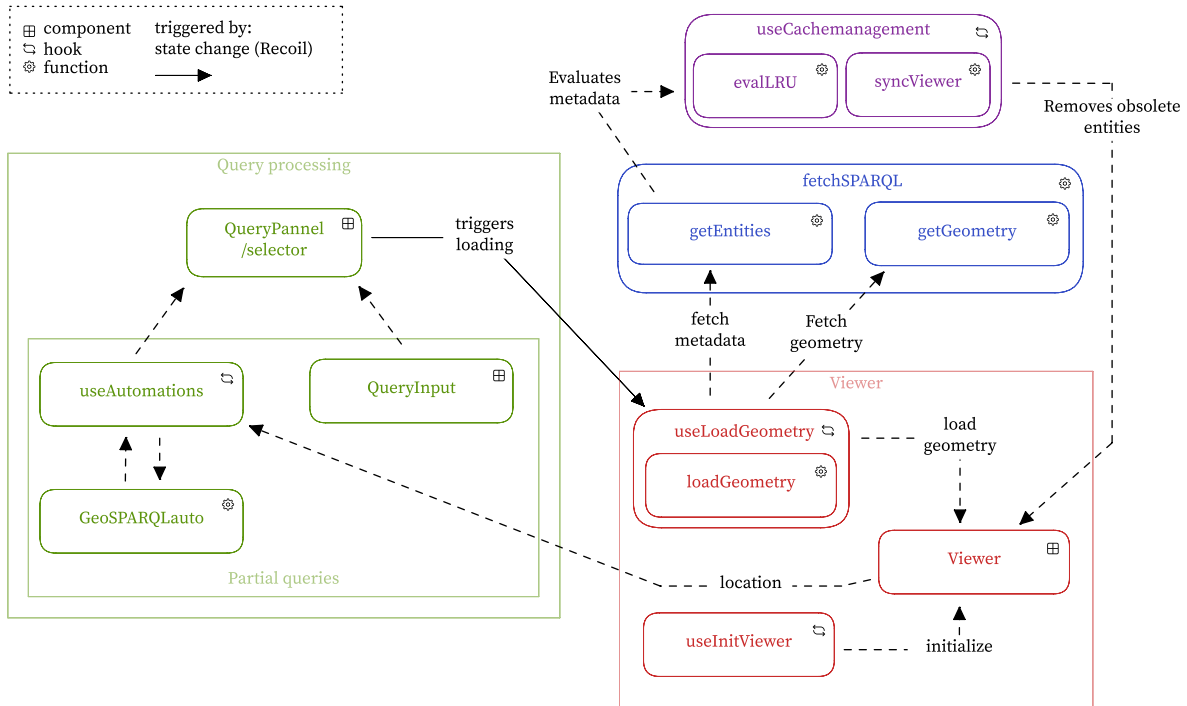 component
hook
function
triggered by:
state change (Recoil)
useCachemanagement
evalLRU
syncViewer
Evaluates
metadata
Removes obsolete
entities
Query processing
QueryPannel
/selector
triggers
loading
fetchSPARQL
getEntities
getGeometry
fetch
metadata
Fetch
geometry
useAutomations
QueryInput
GeoSPARQLauto
Partial queries
Viewer
useLoadGeometry
loadGeometry
load
geometry
Viewer
location
useInitViewer
initialize